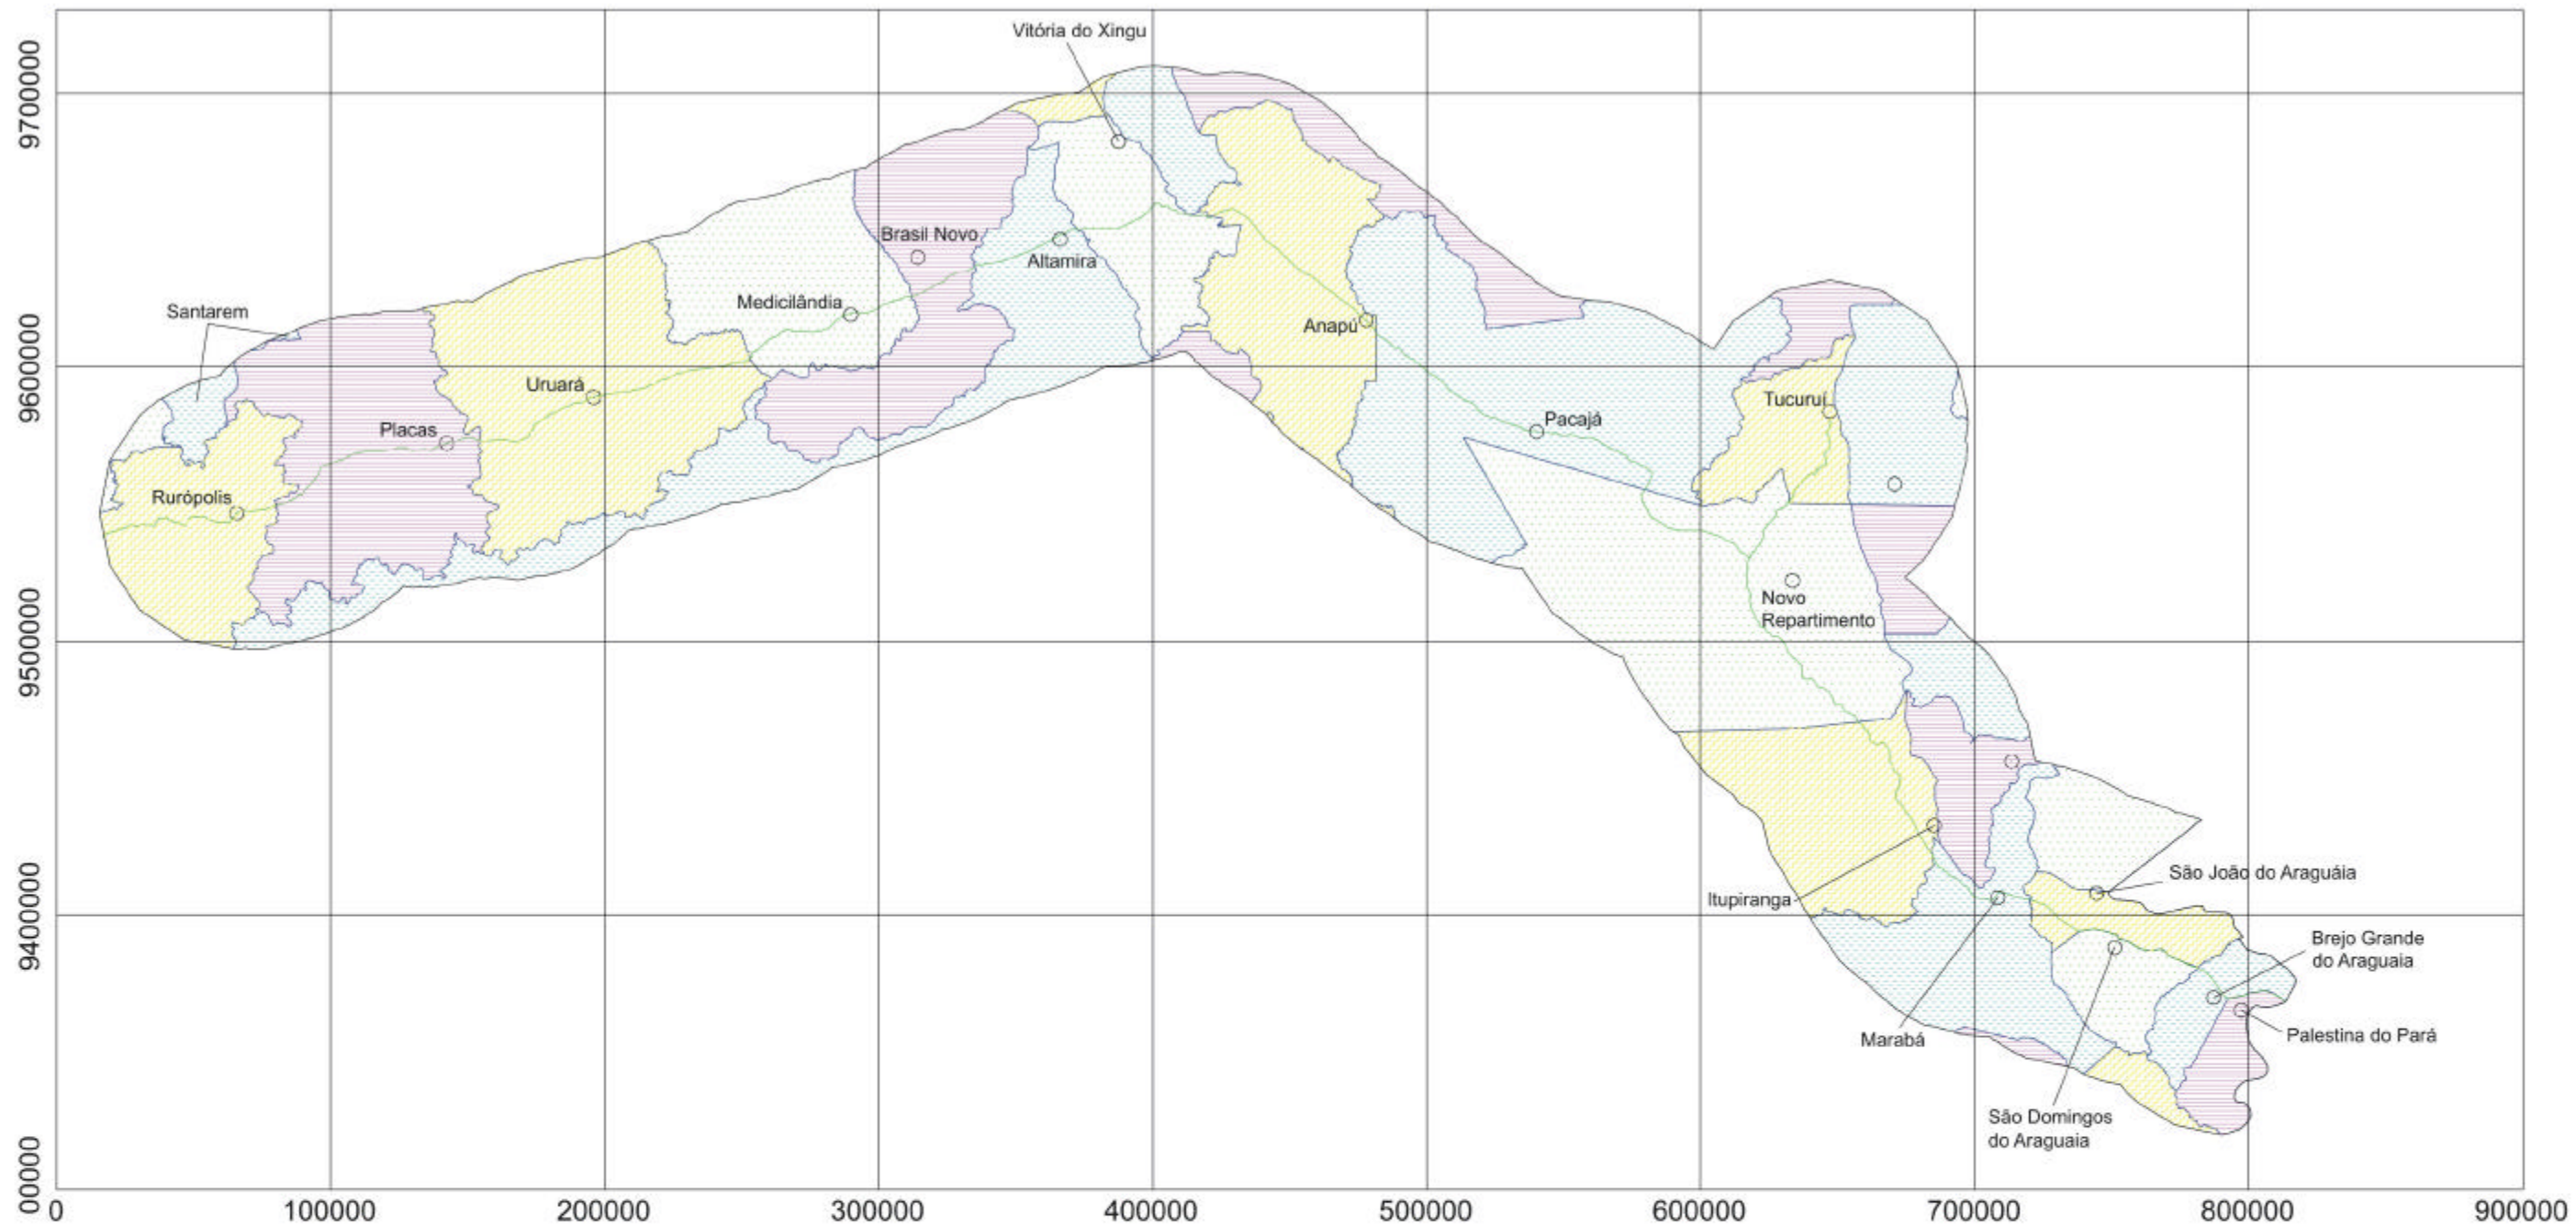 Vitória do Xingu
9700000
Brasil Novo
Altamira
Medicilândia
Santarem
Anapú
9600000
Uruará
Tucuruí
Placas
Pacajá
Rurópolis
Novo
Repartimento
9500000
São João do Araguáia
Itupiranga
9400000
Brejo Grande
do Araguaia
Marabá
Palestina do Pará
São Domingos
do Araguaia
00000
0
100000
200000
300000
400000
500000
600000
700000
800000
900000